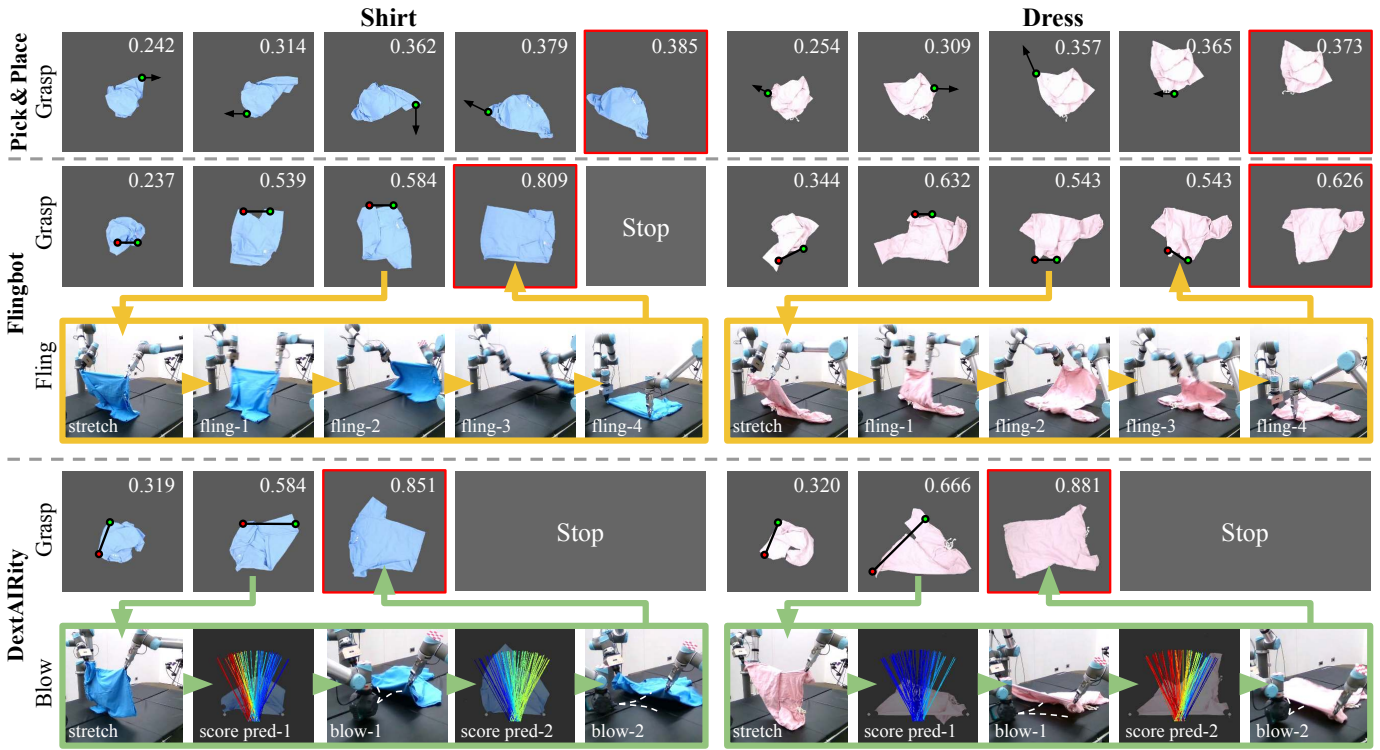 Shirt Dress
Pick & Place
Grasp
0.242 0.314 0.362 0.379 0.385 0.254 0.309 0.357 0.365 0.373
Flingbot
Grasp
0.237 0.539 0.584 0.809 Stop 0.344 0.632 0.543 0.543 0.626
Fling
stretch fling-1 fling-2 fling-3 fling-4 stretch fling-1 fling-2 fling-3 fling-4
DextAIRity
Grasp
0.319 0.584 0.851 Stop 0.320 0.666 0.881 Stop
Blow
stretch score pred-1 blow-1 score pred-2 blow-2 stretch score pred-1 blow-1 score pred-2 blow-2